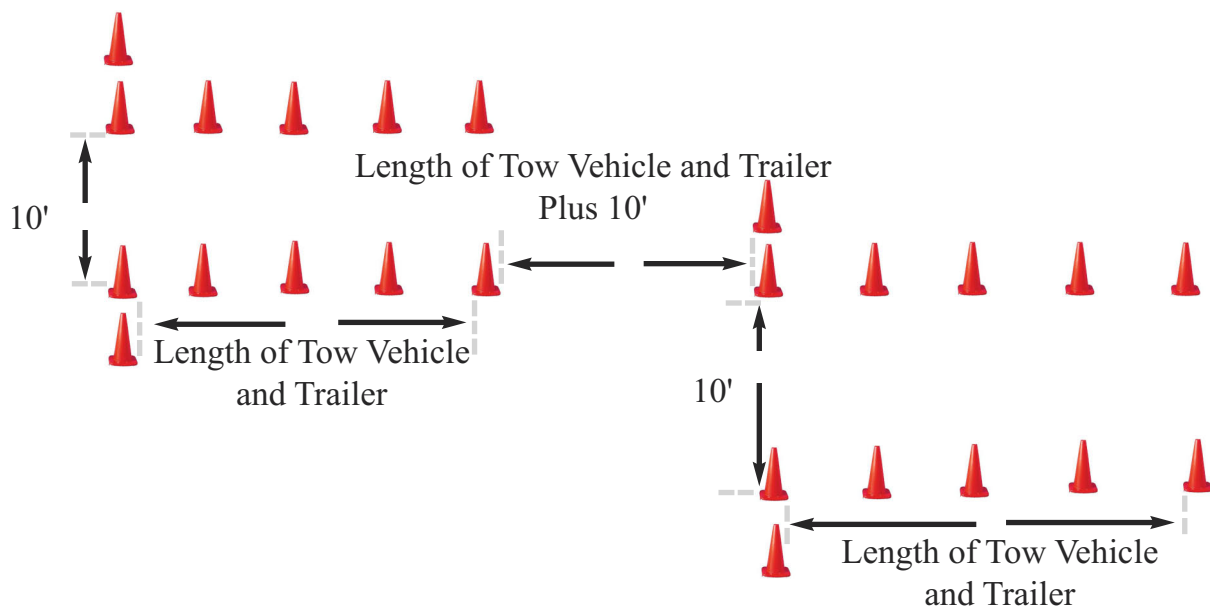 Length of Tow Vehicle and Trailer
Plus 10'
10'
Length of Tow Vehicle
and Trailer
10'
Length of Tow Vehicle
and Trailer